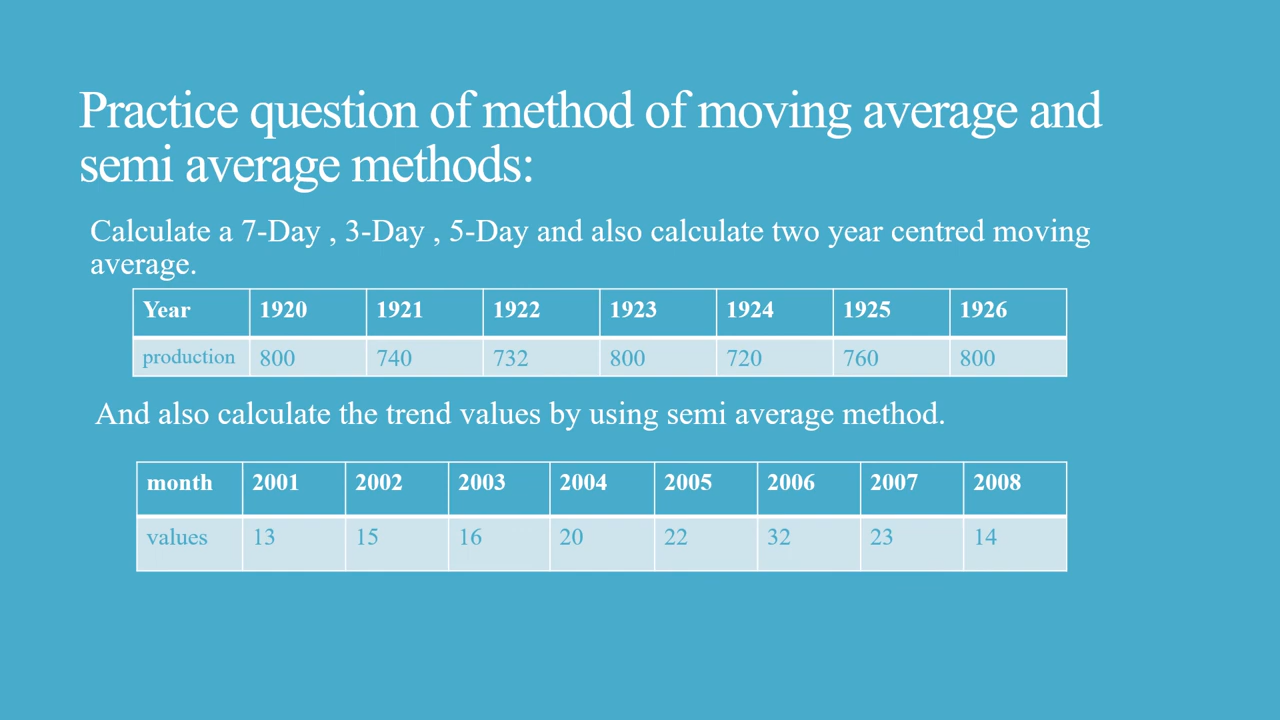 Practice question of method of moving average and
semi average methods:
Calculate a 7-Day , 3-Day , 5-Day and also calculate two year centred moving
average.
Year 1920 1921 1922 1923 1924 1925 1926
production 800 740 732 800 720 760 800
And also calculate the trend values by using semi average method.
month 2001 2002 2003 2004 2005 2006 2007 2008
values 13 15 16 20 22 32 23 14